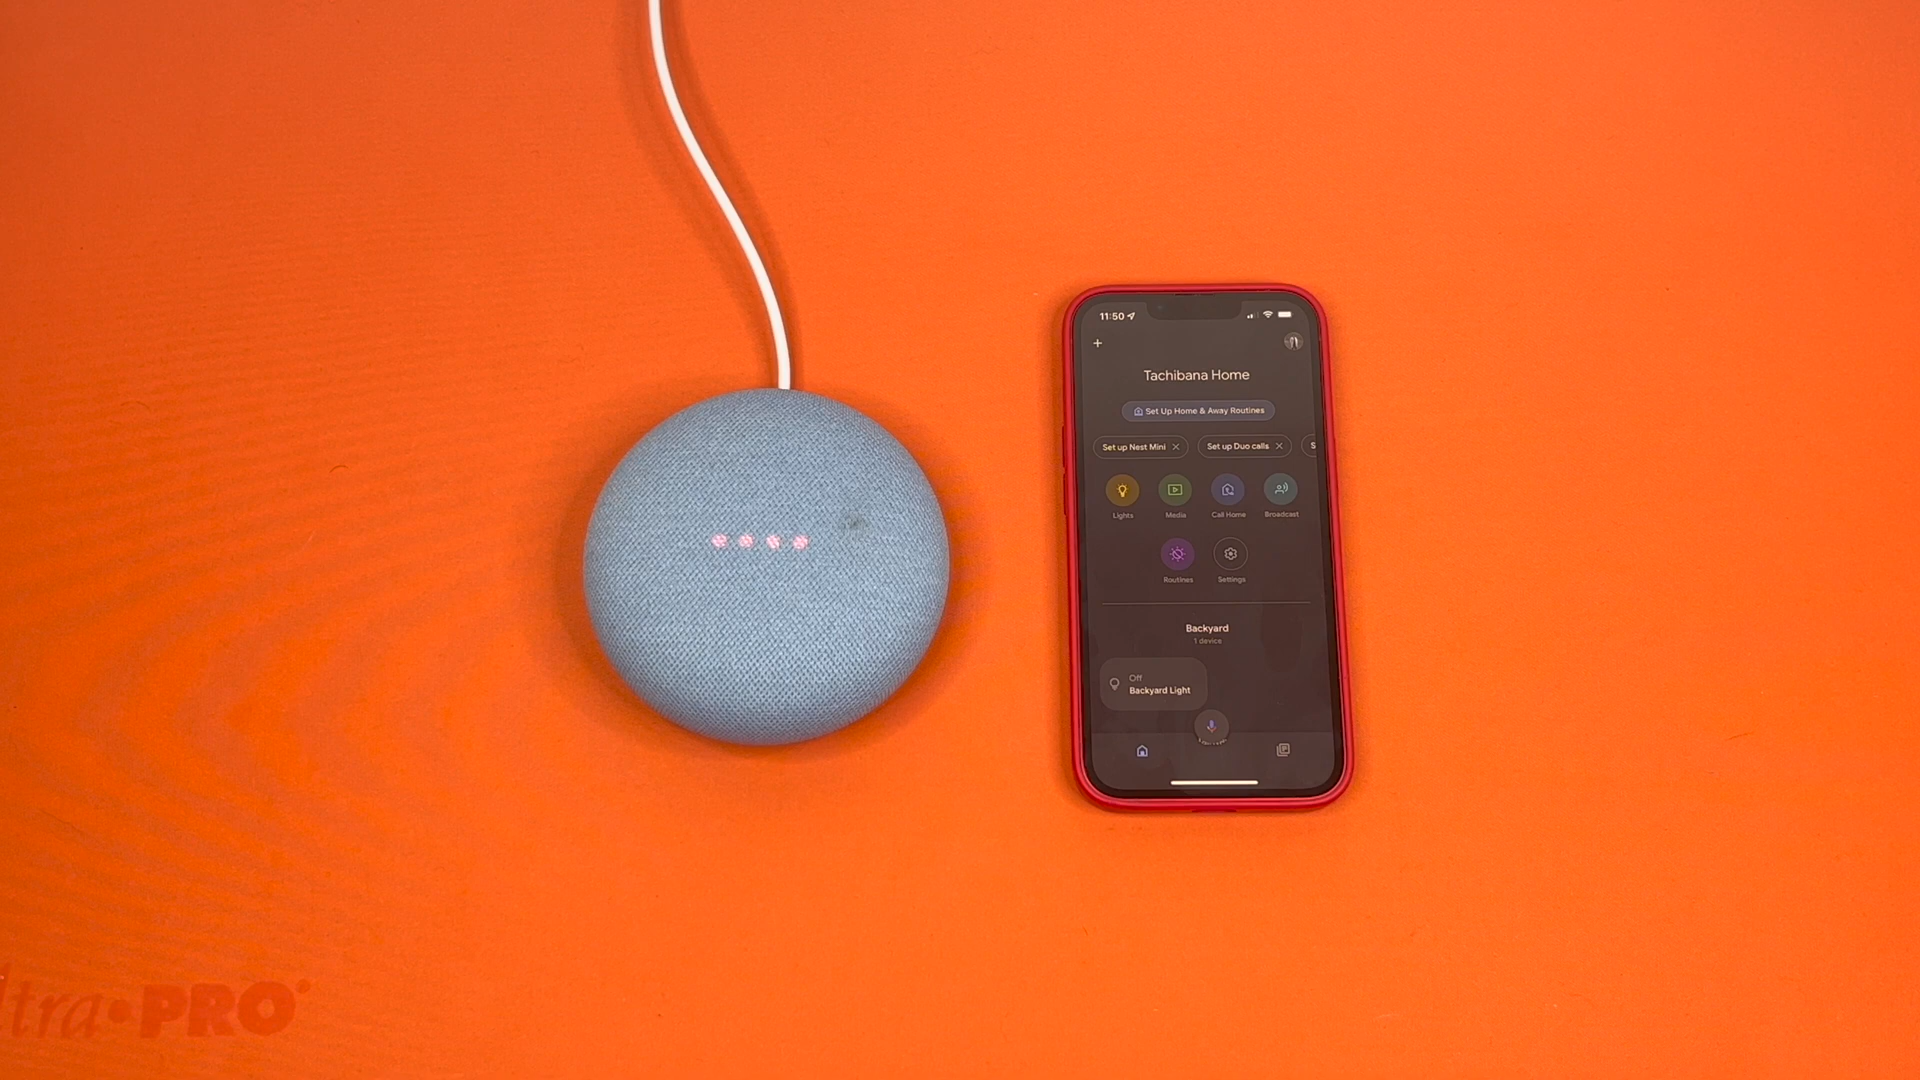 11:50
Tachibana Home
Set Up Home & Away Routines
Set up Nest Mini
Set up Duo calls
S
Lights
Media
Call Home
Broadcast
Routines
Settings
Backyard
1 device
Off
Backyard Light
ltra•PRO